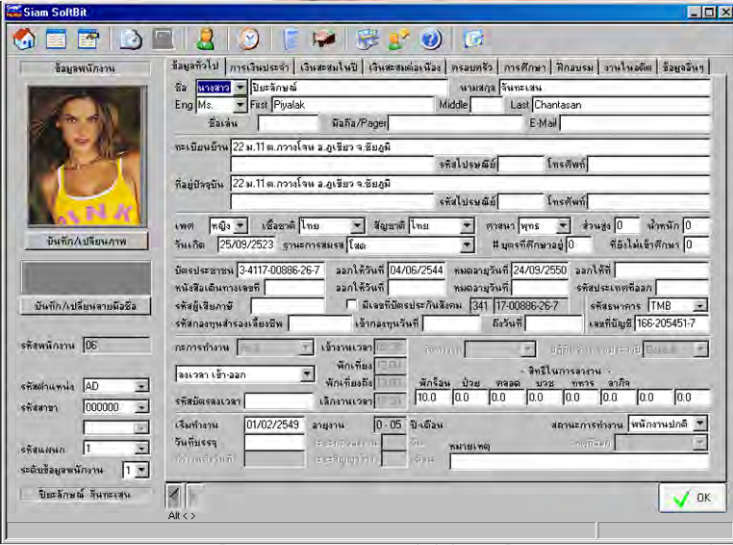 Siam SoftBit
ข้อมูลพนักงาน
ข้อมูลทั่วไป การเงินประจำ เงินสะสมในปี เงินสะสมต่อเนื่อง ครอบครัว การศึกษา ฝึกอบรม งานในอดีต ข้อมูลอื่นๆ
ชื่อ นางสาว ปิยะลักษณ์ นามสกุล จันทะเสน
Eng Ms. First Piyalak Middle Last Chantasan
ชื่อเล่น มือถือ/Pager E-Mail
ทะเบียนบ้าน 22 ม.11 ต.กวางโจน อ.ภูเขียว จ.ชัยภูมิ
รหัสไปรษณีย์ โทรศัพท์
ที่อยู่ปัจจุบัน 22 ม.11 ต.กวางโจน อ.ภูเขียว จ.ชัยภูมิ
รหัสไปรษณีย์ โทรศัพท์
เพศ หญิง เชื้อชาติ ไทย สัญชาติ ไทย ศาสนา พุทธ ส่วนสูง 0 น้ำหนัก 0
วันเกิด 25/09/2523 ฐานะการสมรส โสด # บุตรที่ศึกษาอยู่ 0 ที่ยังไม่เข้าศึกษา 0
บันทึก/เปลี่ยนภาพ
บัตรประชาชน 3-4117-00886-26-7 ออกให้วันที่ 04/06/2544 หมดอายุวันที่ 24/09/2550 ออกให้ที่
หนังสือเดินทางเลขที่ ออกให้วันที่ หมดอายุวันที่ รหัสประเทศที่ออก
รหัสผู้เสียภาษี มีเลขที่บัตรประกันสังคม 341 17-00886-26-7 รหัสธนาคาร TMB
รหัสกองทุนสำรองเลี้ยงชีพ เข้ากองทุนวันที่ ถึงวันที่ เลขที่บัญชี 166-205451-7
บันทึก/เปลี่ยนลายมือชื่อ
รหัสพนักงาน 06
กะการทำงาน เข้างานเวลา
พักเที่ยง
ลงเวลา เข้า-ออก พักเที่ยงถึง
- สิทธิในการลางาน -
พักร้อน ป่วย คลอด บวช ทหาร ลากิจ
10.0 0.0 0.0 0.0 0.0 0.0 0.0 0.0
รหัสบัตรลงเวลา เลิกงานเวลา
รหัสตำแหน่ง AD
รหัสสาขา 000000
รหัสแผนก 1
ระดับข้อมูลพนักงาน 1
เริ่มทำงาน 01/02/2549 อายุงาน 0 - 05 ปี-เดือน สถานะการทำงาน พนักงานปกติ
วันที่บรรจุ หมายเหตุ
ปิยะลักษณ์ จันทะเสน
Alt < >
OK